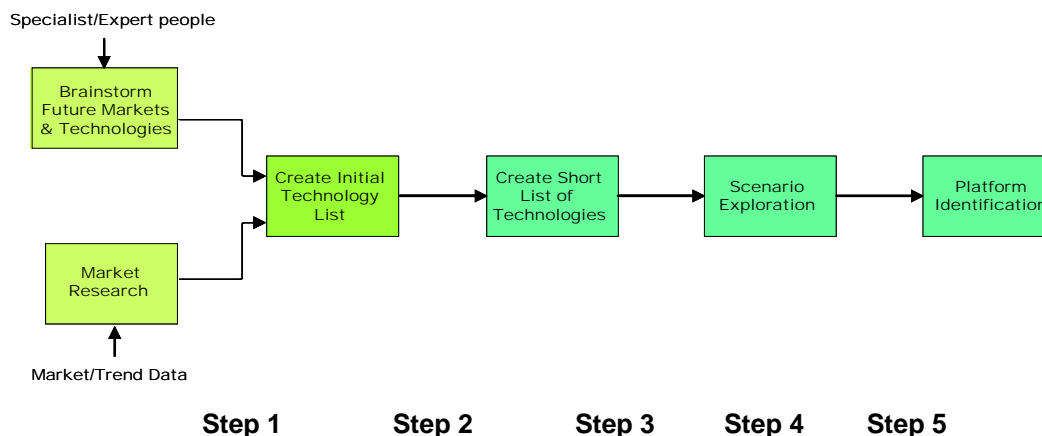 Specialist/Expert people
Brainstorm
Future Markets
& Technologies
Create Initial
Technology
List
Create Short
List of
Technologies
Scenario
Exploration
Platform
Identification
Market
Research
Market/Trend Data
Step 1
Step 2
Step 3
Step 4
Step 5